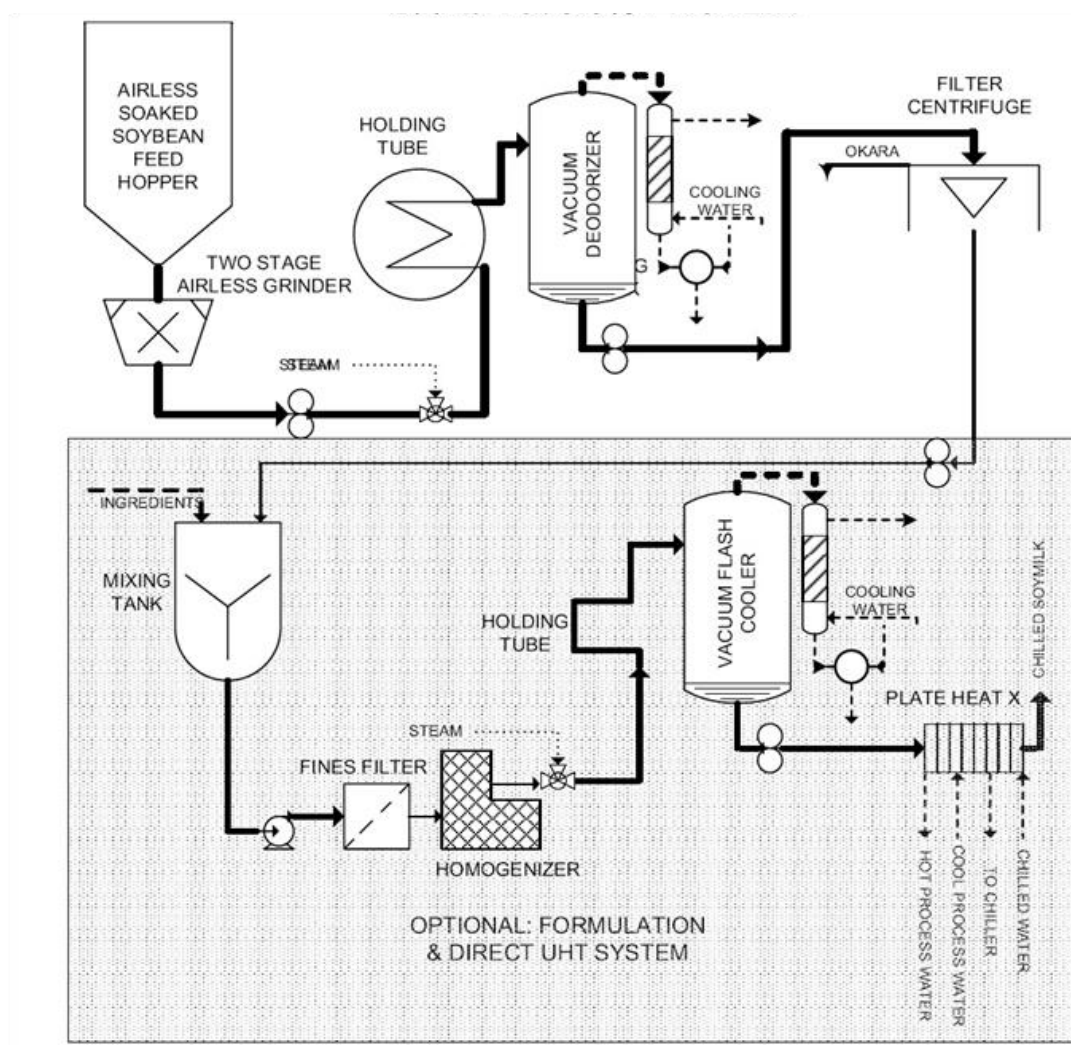 AIRLESS
SOAKED
SOYBEAN
FEED
HOPPER
HOLDING
TUBE
VACUUM
DEODORIZER
COOLING
WATER
G
FILTER
CENTRIFUGE
OKARA
TWO STAGE
AIRLESS GRINDER
STEAM
INGREDIENTS
MIXING
TANK
FINES FILTER
HOMOGENIZER
STEAM
HOLDING
TUBE
VACUUM FLASH
COOLER
COOLING
WATER
PLATE HEAT X
CHILLED SOYMILK
HOT PROCESS WATER
COOL PROCESS WATER
TO CHILLER
CHILLED WATER
OPTIONAL: FORMULATION
& DIRECT UHT SYSTEM